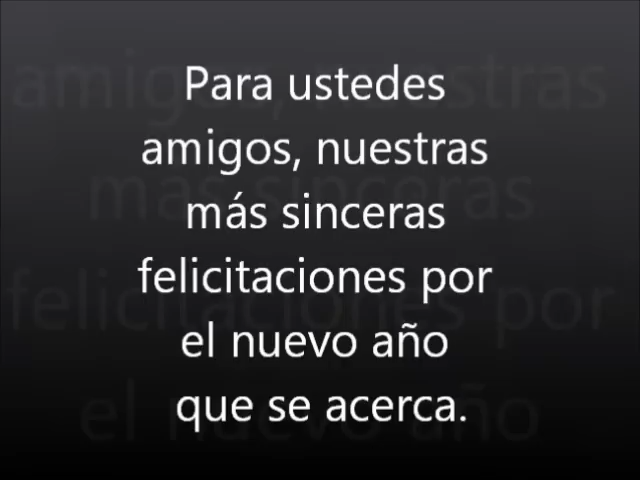 Para ustedes
amigos, nuestras
más sinceras
felicitaciones por
el nuevo año
que se acerca.